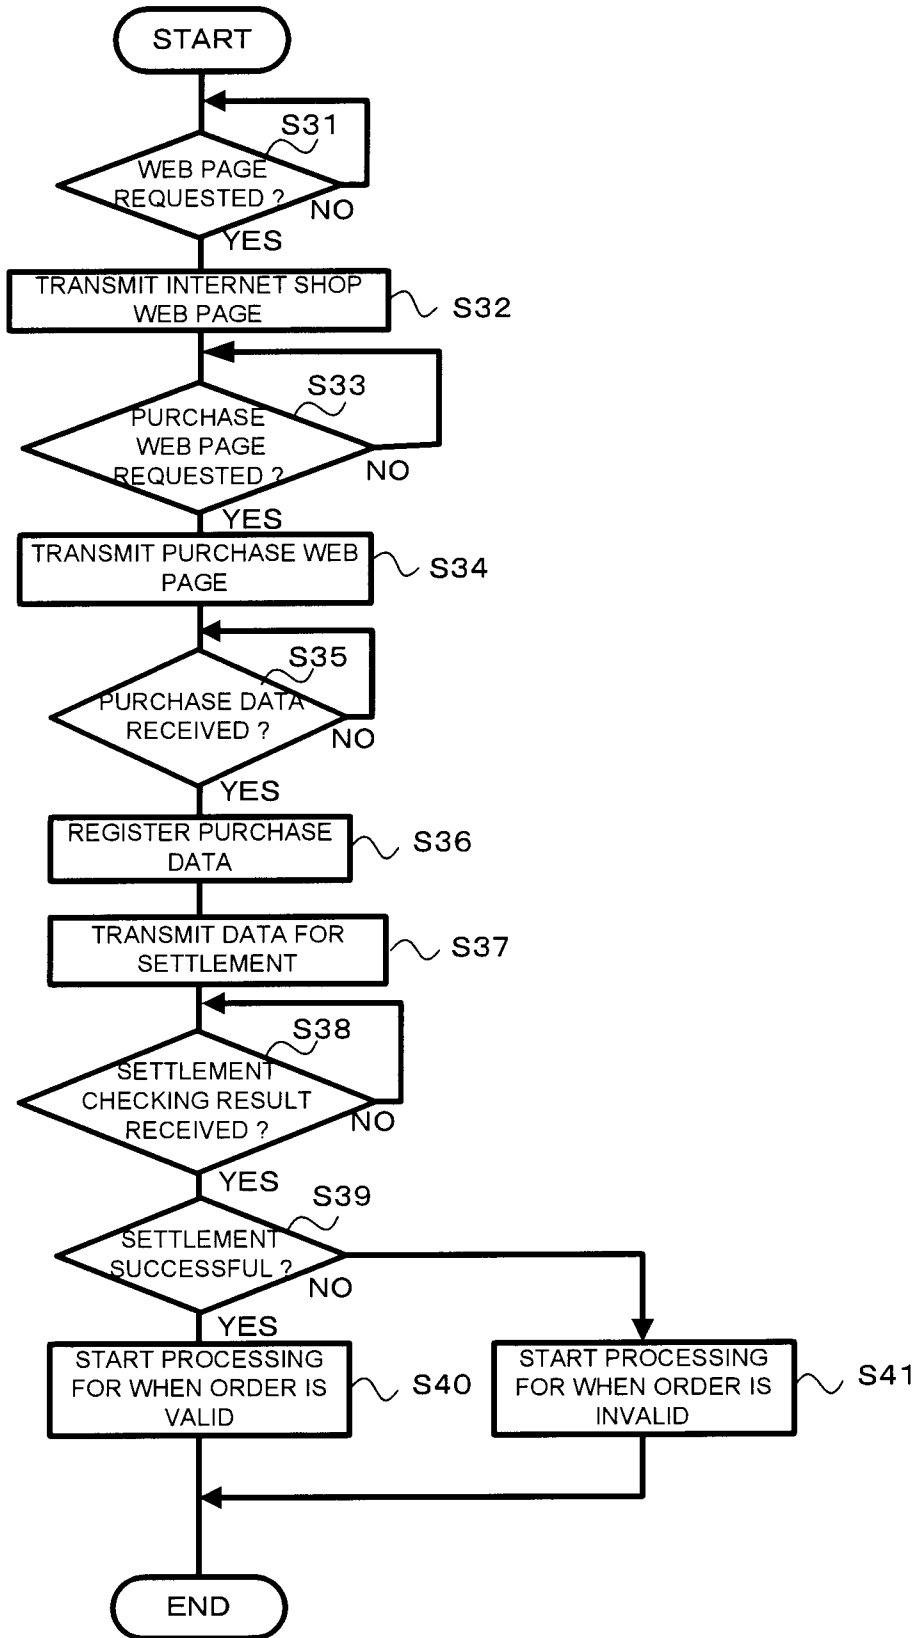 START
S31
WEB PAGE
REQUESTED ?
NO
YES
TRANSMIT INTERNET SHOP
WEB PAGE
S32
S33
PURCHASE
WEB PAGE
REQUESTED ?
NO
YES
TRANSMIT PURCHASE WEB
PAGE
S34
S35
PURCHASE DATA
RECEIVED ?
NO
YES
REGISTER PURCHASE
DATA
S36
TRANSMIT DATA FOR
SETTLEMENT
S37
S38
SETTLEMENT
CHECKING RESULT
RECEIVED ?
NO
YES
S39
SETTLEMENT
SUCCESSFUL ?
NO
YES
START PROCESSING
FOR WHEN ORDER IS
VALID
S40
START PROCESSING
FOR WHEN ORDER IS
INVALID
S41
END